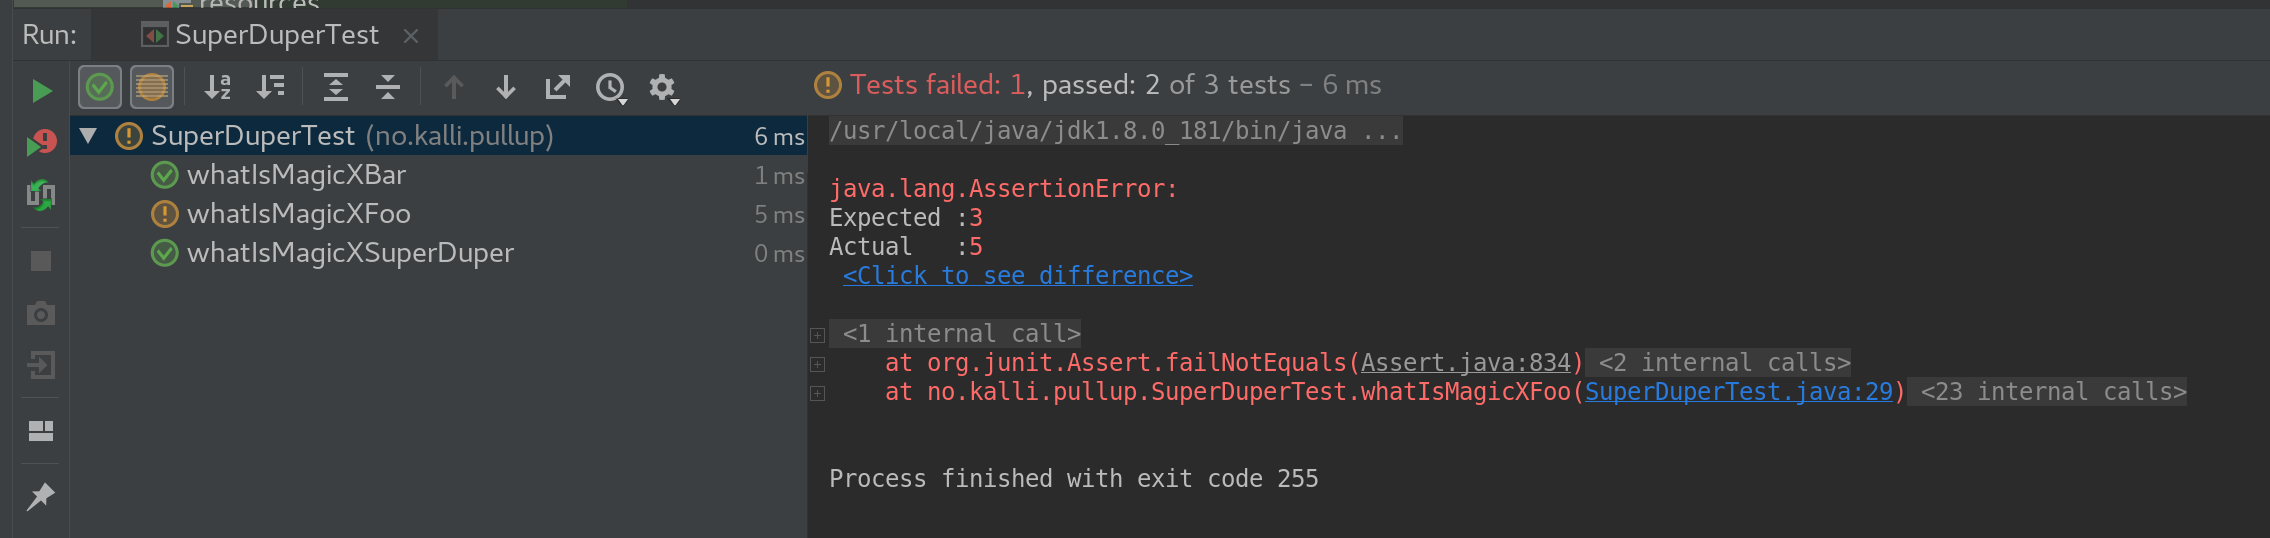 resources
Run: SuperDuperTest
Tests failed: 1, passed: 2 of 3 tests – 6 ms
SuperDuperTest (no.kalli.pullup) 6 ms
whatIsMagicXBar 1 ms
whatIsMagicXFoo 5 ms
whatIsMagicXSuperDuper 0 ms
/usr/local/java/jdk1.8.0_181/bin/java ...
java.lang.AssertionError:
Expected :3
Actual   :5
<Click to see difference>
<1 internal call>
at org.junit.Assert.failNotEquals(Assert.java:834) <2 internal calls>
at no.kalli.pullup.SuperDuperTest.whatIsMagicXFoo(SuperDuperTest.java:29) <23 internal calls>
Process finished with exit code 255